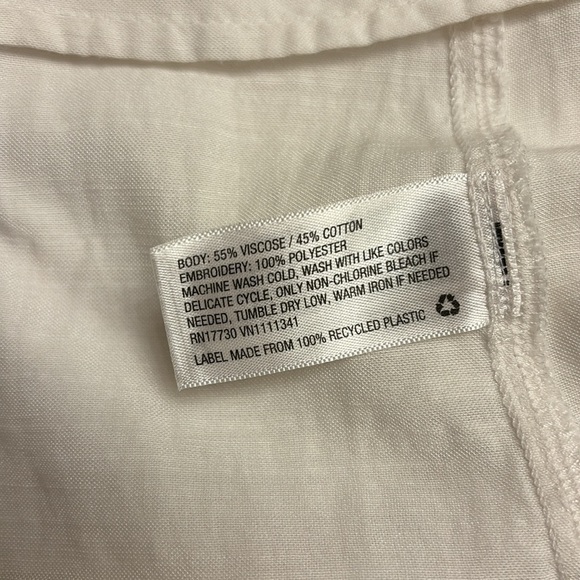 BODY: 55% VISCOSE / 45% COTTON
EMBROIDERY: 100% POLYESTER
MACHINE WASH COLD, WASH WITH LIKE COLORS
DELICATE CYCLE, ONLY NON-CHLORINE BLEACH IF
NEEDED, TUMBLE DRY LOW, WARM IRON IF NEEDED
RN17730 VN1111341
LABEL MADE FROM 100% RECYCLED PLASTIC